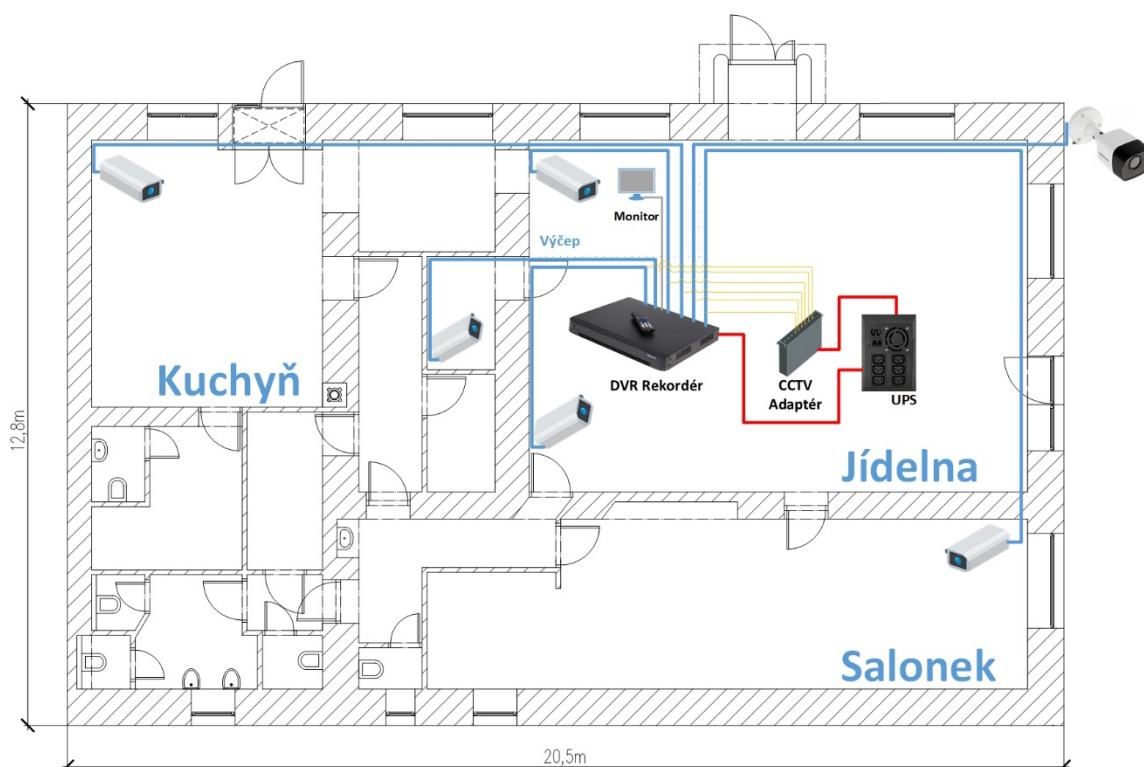 Monitor
Výčep
Kuchyň
DVR Rekordér
CCTV
Adaptér
UPS
12,8m
Jídelna
Salonek
20,5m